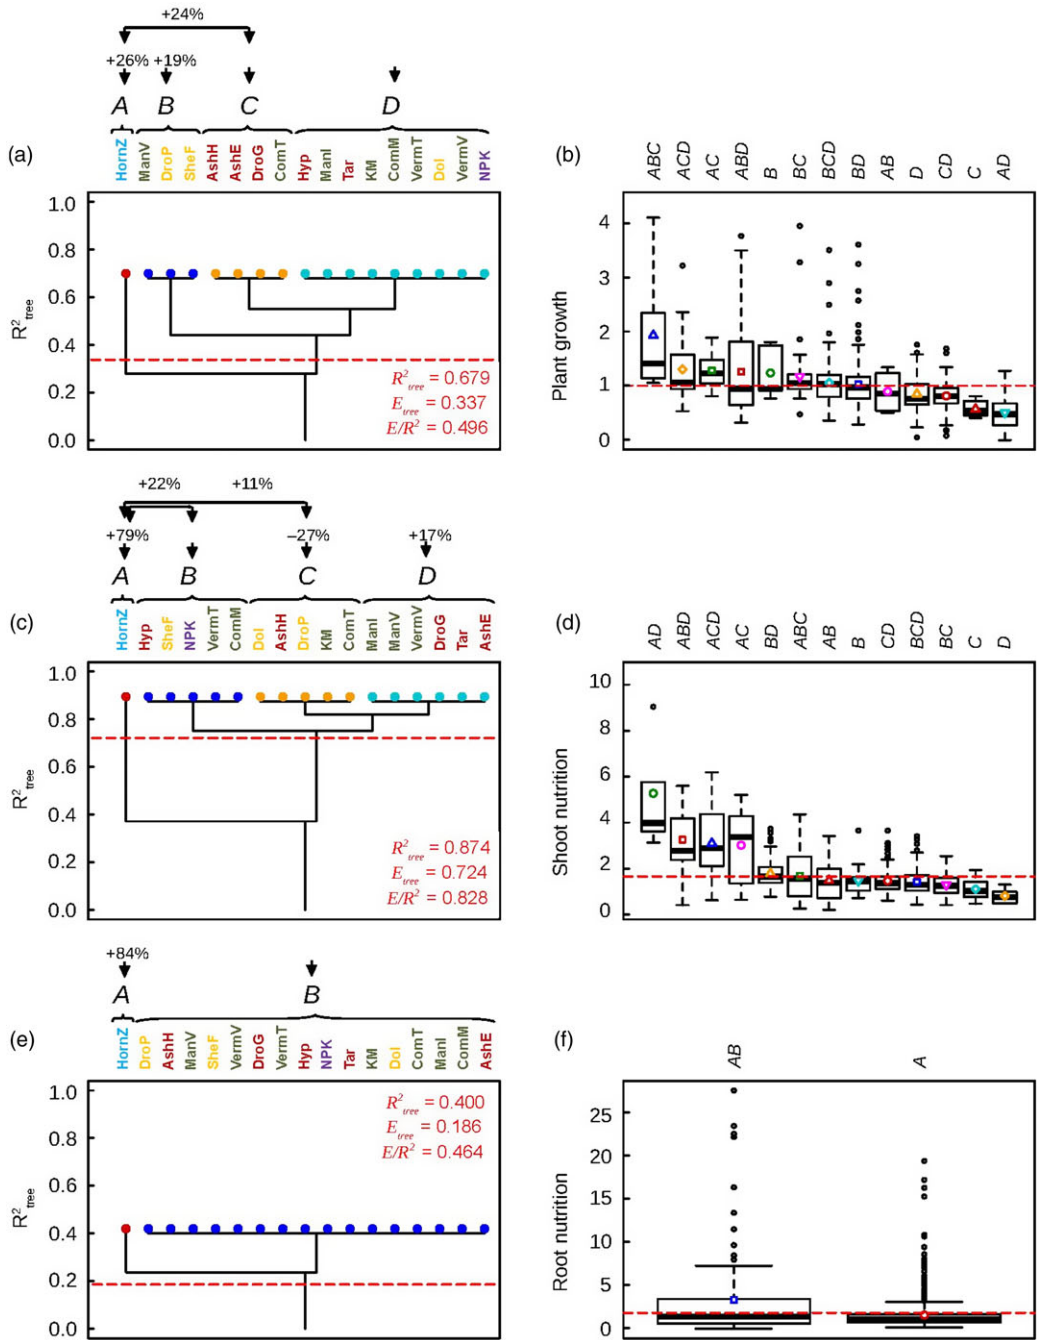 +24%
+26% +19%
A B C D
(a)
HornZ ManV DroP SheF AshH AshE DroG ComT Hyp ManI Tar KM ComM VermT Dol VermV NPK
1.0
0.8
0.6
0.4
0.2
0.0
R²tree
R²tree = 0.679
Etree = 0.337
E/R² = 0.496
(b)
ABC ACD AC ABD B BC BCD BD AB D CD C AD
4
3
2
1
0
Plant growth
+22% +11%
+79% –27% +17%
A B C D
(c)
HornZ Hyp SheF NPK VermT ComM Dol AshH DroP KM ComT ManI ManV VermV DroG Tar AshE
1.0
0.8
0.6
0.4
0.2
0.0
R²tree
R²tree = 0.874
Etree = 0.724
E/R² = 0.828
(d)
AD ABD ACD AC BD ABC AB B CD BCD BC C D
10
8
6
4
2
0
Shoot nutrition
+84%
A B
(e)
HornZ DroP AshH ManV SheF VermV DroG VermT Hyp NPK Tar KM Dol ComT ManI ComM AshE
1.0
0.8
0.6
0.4
0.2
0.0
R²tree
R²tree = 0.400
Etree = 0.186
E/R² = 0.464
(f)
AB A
25
20
15
10
5
0
Root nutrition